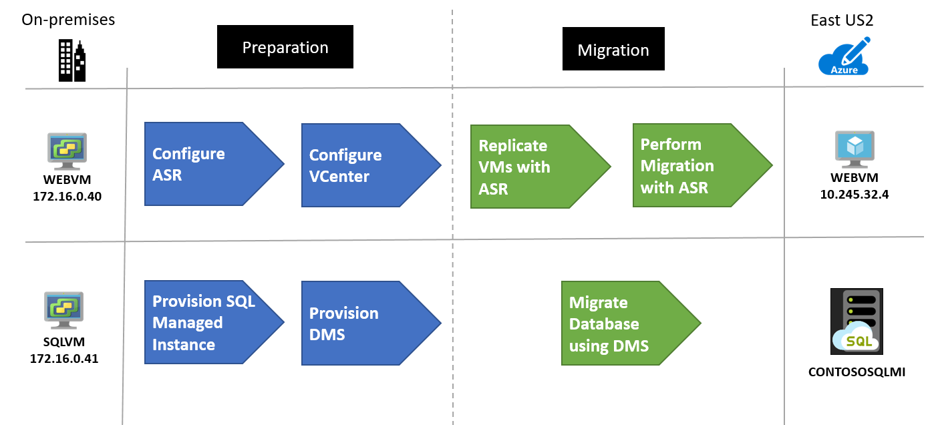 On-premises
Preparation
Migration
East US2
Azure
WEBVM
172.16.0.40
Configure
ASR
Configure
VCenter
Replicate
VMs with
ASR
Perform
Migration
with ASR
WEBVM
10.245.32.4
SQLVM
172.16.0.41
Provision SQL
Managed
Instance
Provision
DMS
Migrate
Database
using DMS
SQL
CONTOSOSQLMI